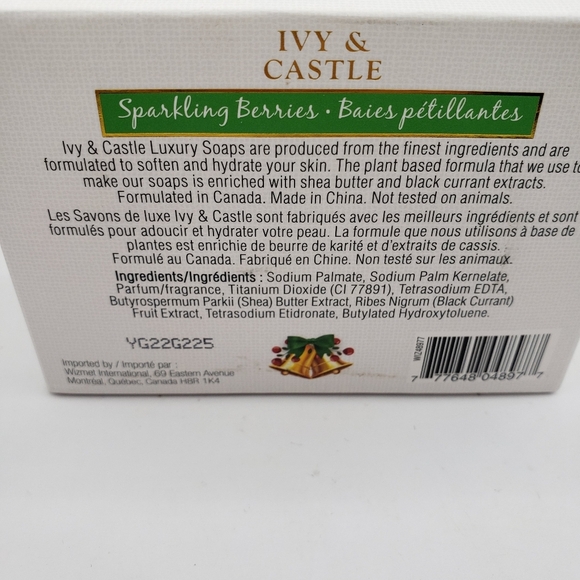 IVY &
CASTLE
Sparkling Berries • Baies pétillantes
Ivy & Castle Luxury Soaps are produced from the finest ingredients and are
formulated to soften and hydrate your skin. The plant based formula that we use to
make our soaps is enriched with shea butter and black currant extracts.
Formulated in Canada. Made in China. Not tested on animals.
Les Savons de luxe Ivy & Castle sont fabriqués avec les meilleurs ingrédients et sont
formulés pour adoucir et hydrater votre peau. La formule que nous utilisons à base de
plantes est enrichie de beurre de karité et d'extraits de cassis.
Formulé au Canada. Fabriqué en Chine. Non testé sur les animaux.
Ingredients/Ingrédients : Sodium Palmate, Sodium Palm Kernelate,
Parfum/fragrance, Titanium Dioxide (CI 77891), Tetrasodium EDTA,
Butyrospermum Parkii (Shea) Butter Extract, Ribes Nigrum (Black Currant)
Fruit Extract, Tetrasodium Etidronate, Butylated Hydroxytoluene.
YG22G225
Imported by / Importé par :
Wizmet International, 69 Eastern Avenue
Montréal, Québec, Canada H8R 1K4
WIZ48977
7 77648 04897 7